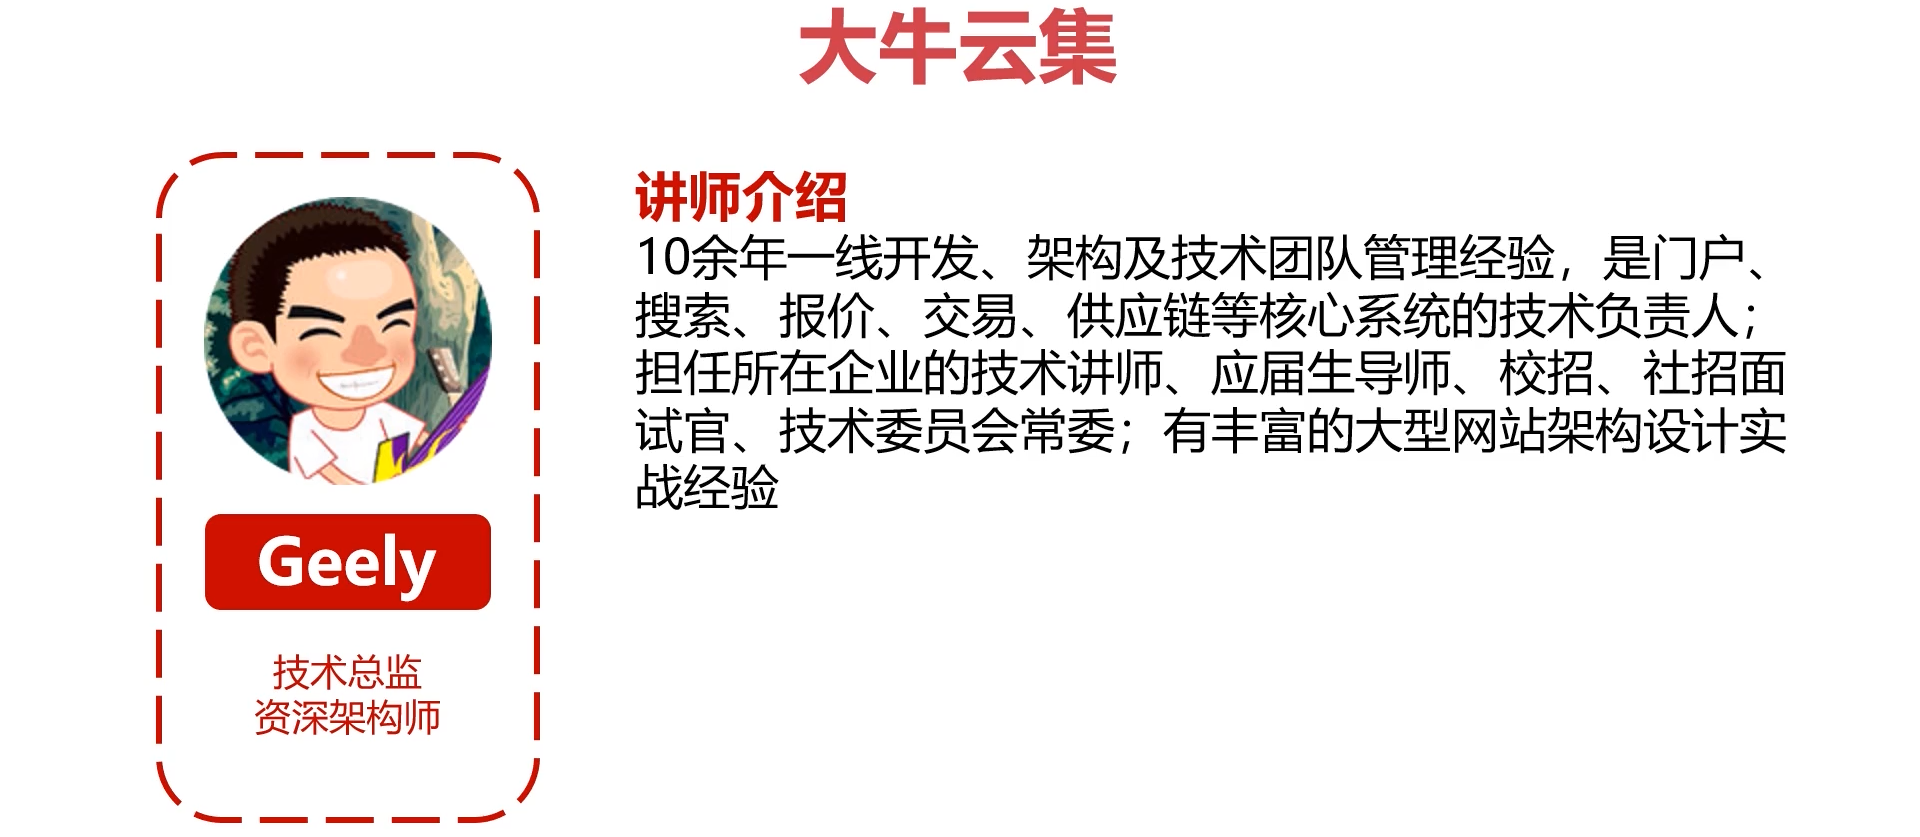 大牛云集
Geely
技术总监
资深架构师
讲师介绍
10余年一线开发、架构及技术团队管理经验，是门户、
搜索、报价、交易、供应链等核心系统的技术负责人；
担任所在企业的技术讲师、应届生导师、校招、社招面
试官、技术委员会常委；有丰富的大型网站架构设计实
战经验